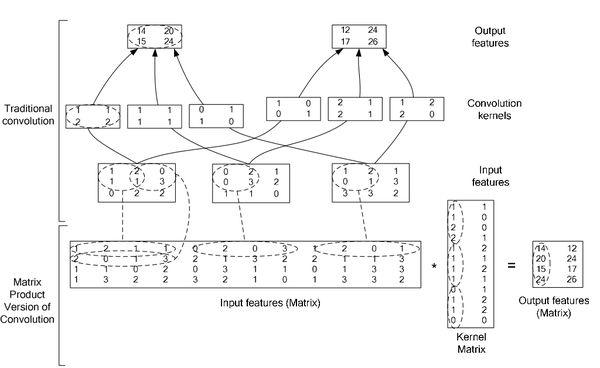 14 20 12 24
15 24 17 26
Output
features
Traditional
convolution
1 1 1 1 0 1 1 0 2 1 1 2
2 2 1 1 1 0 0 1 2 1 2 0
Convolution
kernels
1 2 0 0 2 1 1 2 1
1 1 3 0 3 2 0 1 3
0 2 2 1 1 0 3 3 2
Input
features
Matrix
Product
Version of
Convolution
1 2 1 1 0 2 0 3 1 2 0 1
2 0 1 3 2 1 3 2 2 1 1 3
1 1 0 2 0 3 1 1 0 1 3 3
1 3 2 2 3 2 1 0 1 3 3 2
Input features (Matrix)
*
1 1
1 0
2 0
2 1
1 2
1 1
1 2
1 1
0 1
1 2
1 2
0 0
Kernel
Matrix
=
14 12
20 24
15 17
24 26
Output features
(Matrix)